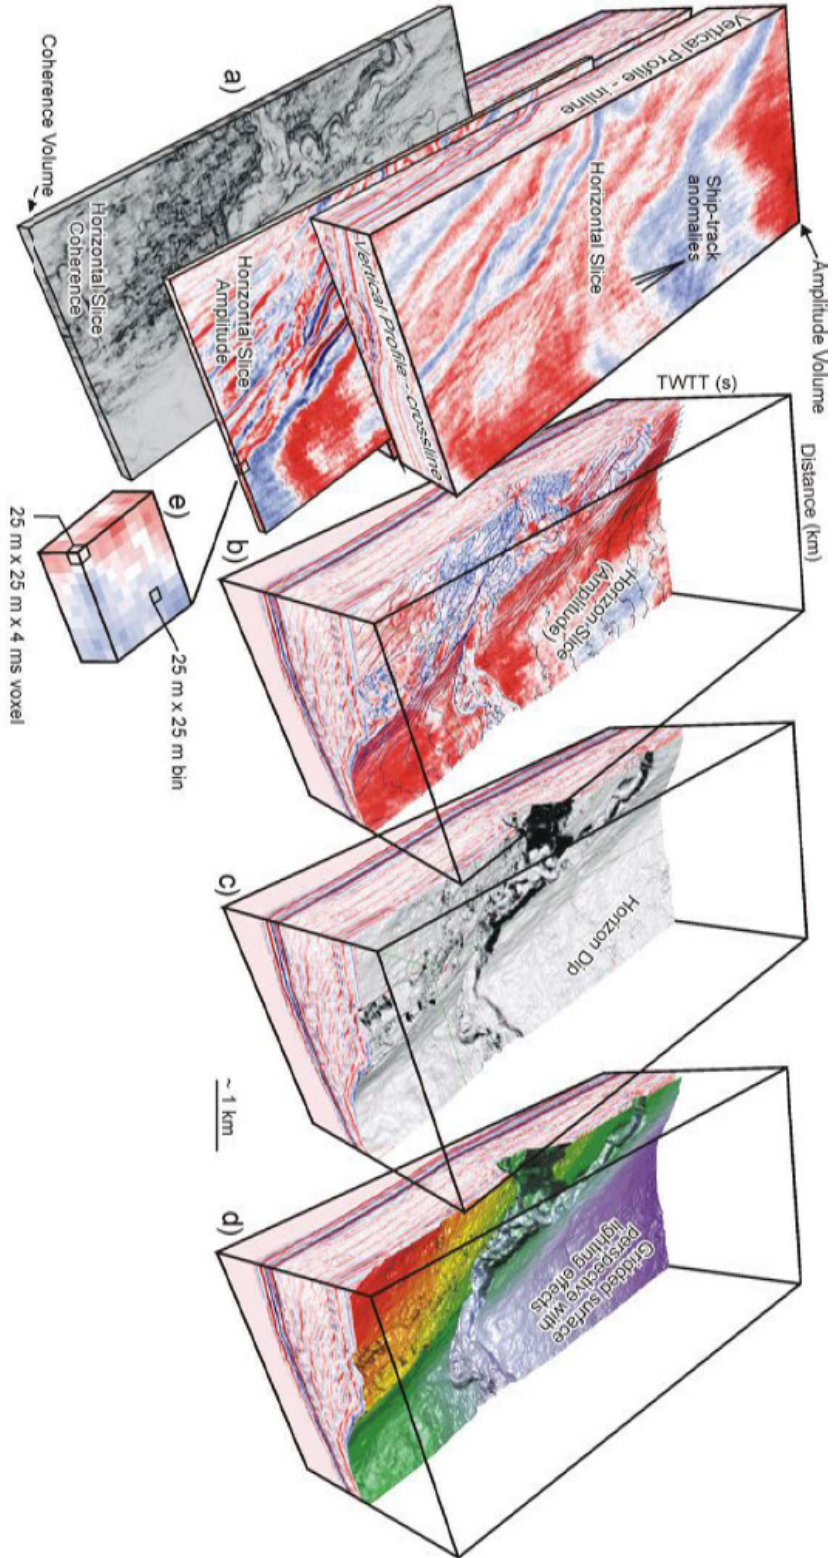 Amplitude Volume
Vertical Profile - inline
Ship-track
anomalies
Horizontal Slice
Vertical Profile - crossline
Horizontal Slice
Amplitude
Horizontal Slice
Coherence
Coherence Volume
a)
TWTT (s)
Distance (km)
Horizon-Slice
(Amplitude)
b)
e)
25 m x 25 m bin
25 m x 25 m x 4 ms voxel
Horizon Dip
c)
~ 1 km
Gridded surface
perspective with
lighting effects
d)